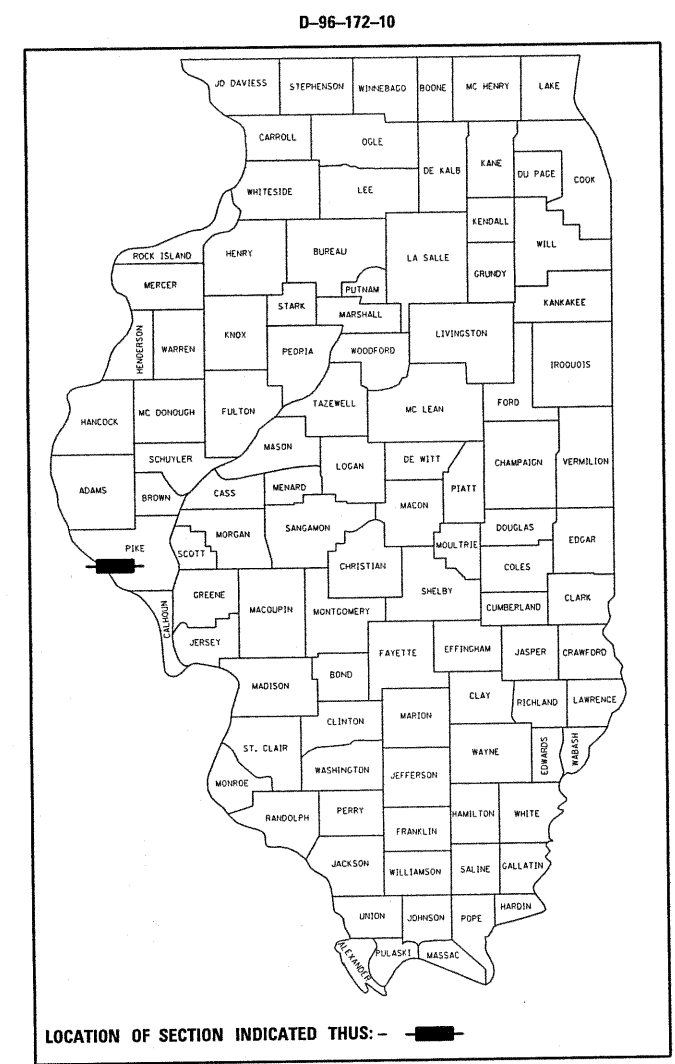 D-96-172-10
JO DAVIESS STEPHENSON WINNEBAGO BOONE MC HENRY LAKE
CARROLL OGLE
DE KALB KANE DU PAGE COOK
WHITESIDE LEE
KENDALL
ROCK ISLAND HENRY BUREAU LA SALLE WILL
GRUNDY
MERCER PUTNAM
KANKAKEE
STARK MARSHALL
HENDERSON WARREN KNOX LIVINGSTON
PEORIA WOODFORD
IROQUOIS
HANCOCK MC DONOUGH FULTON TAZEWELL MC LEAN FORD
MASON
SCHUYLER DE WITT
LOGAN CHAMPAIGN VERMILION
ADAMS BROWN CASS MENARD PIATT
MACON
SANGAMON DOUGLAS
MORGAN EDGAR
PIKE SCOTT MOULTRIE
CHRISTIAN COLES
GREENE SHELBY CLARK
CALHOUN MACOUPIN MONTGOMERY CUMBERLAND
JERSEY
FAYETTE EFFINGHAM JASPER CRAWFORD
BOND
MADISON
CLAY RICHLAND LAWRENCE
CLINTON MARION
ST. CLAIR WAYNE EDWARDS WABASH
WASHINGTON JEFFERSON
MONROE
RANDOLPH PERRY HAMILTON WHITE
FRANKLIN
JACKSON WILLIAMSON SALINE GALLATIN
HARDIN
UNION JOHNSON POPE
ALEXANDER PULASKI MASSAC
LOCATION OF SECTION INDICATED THUS: -